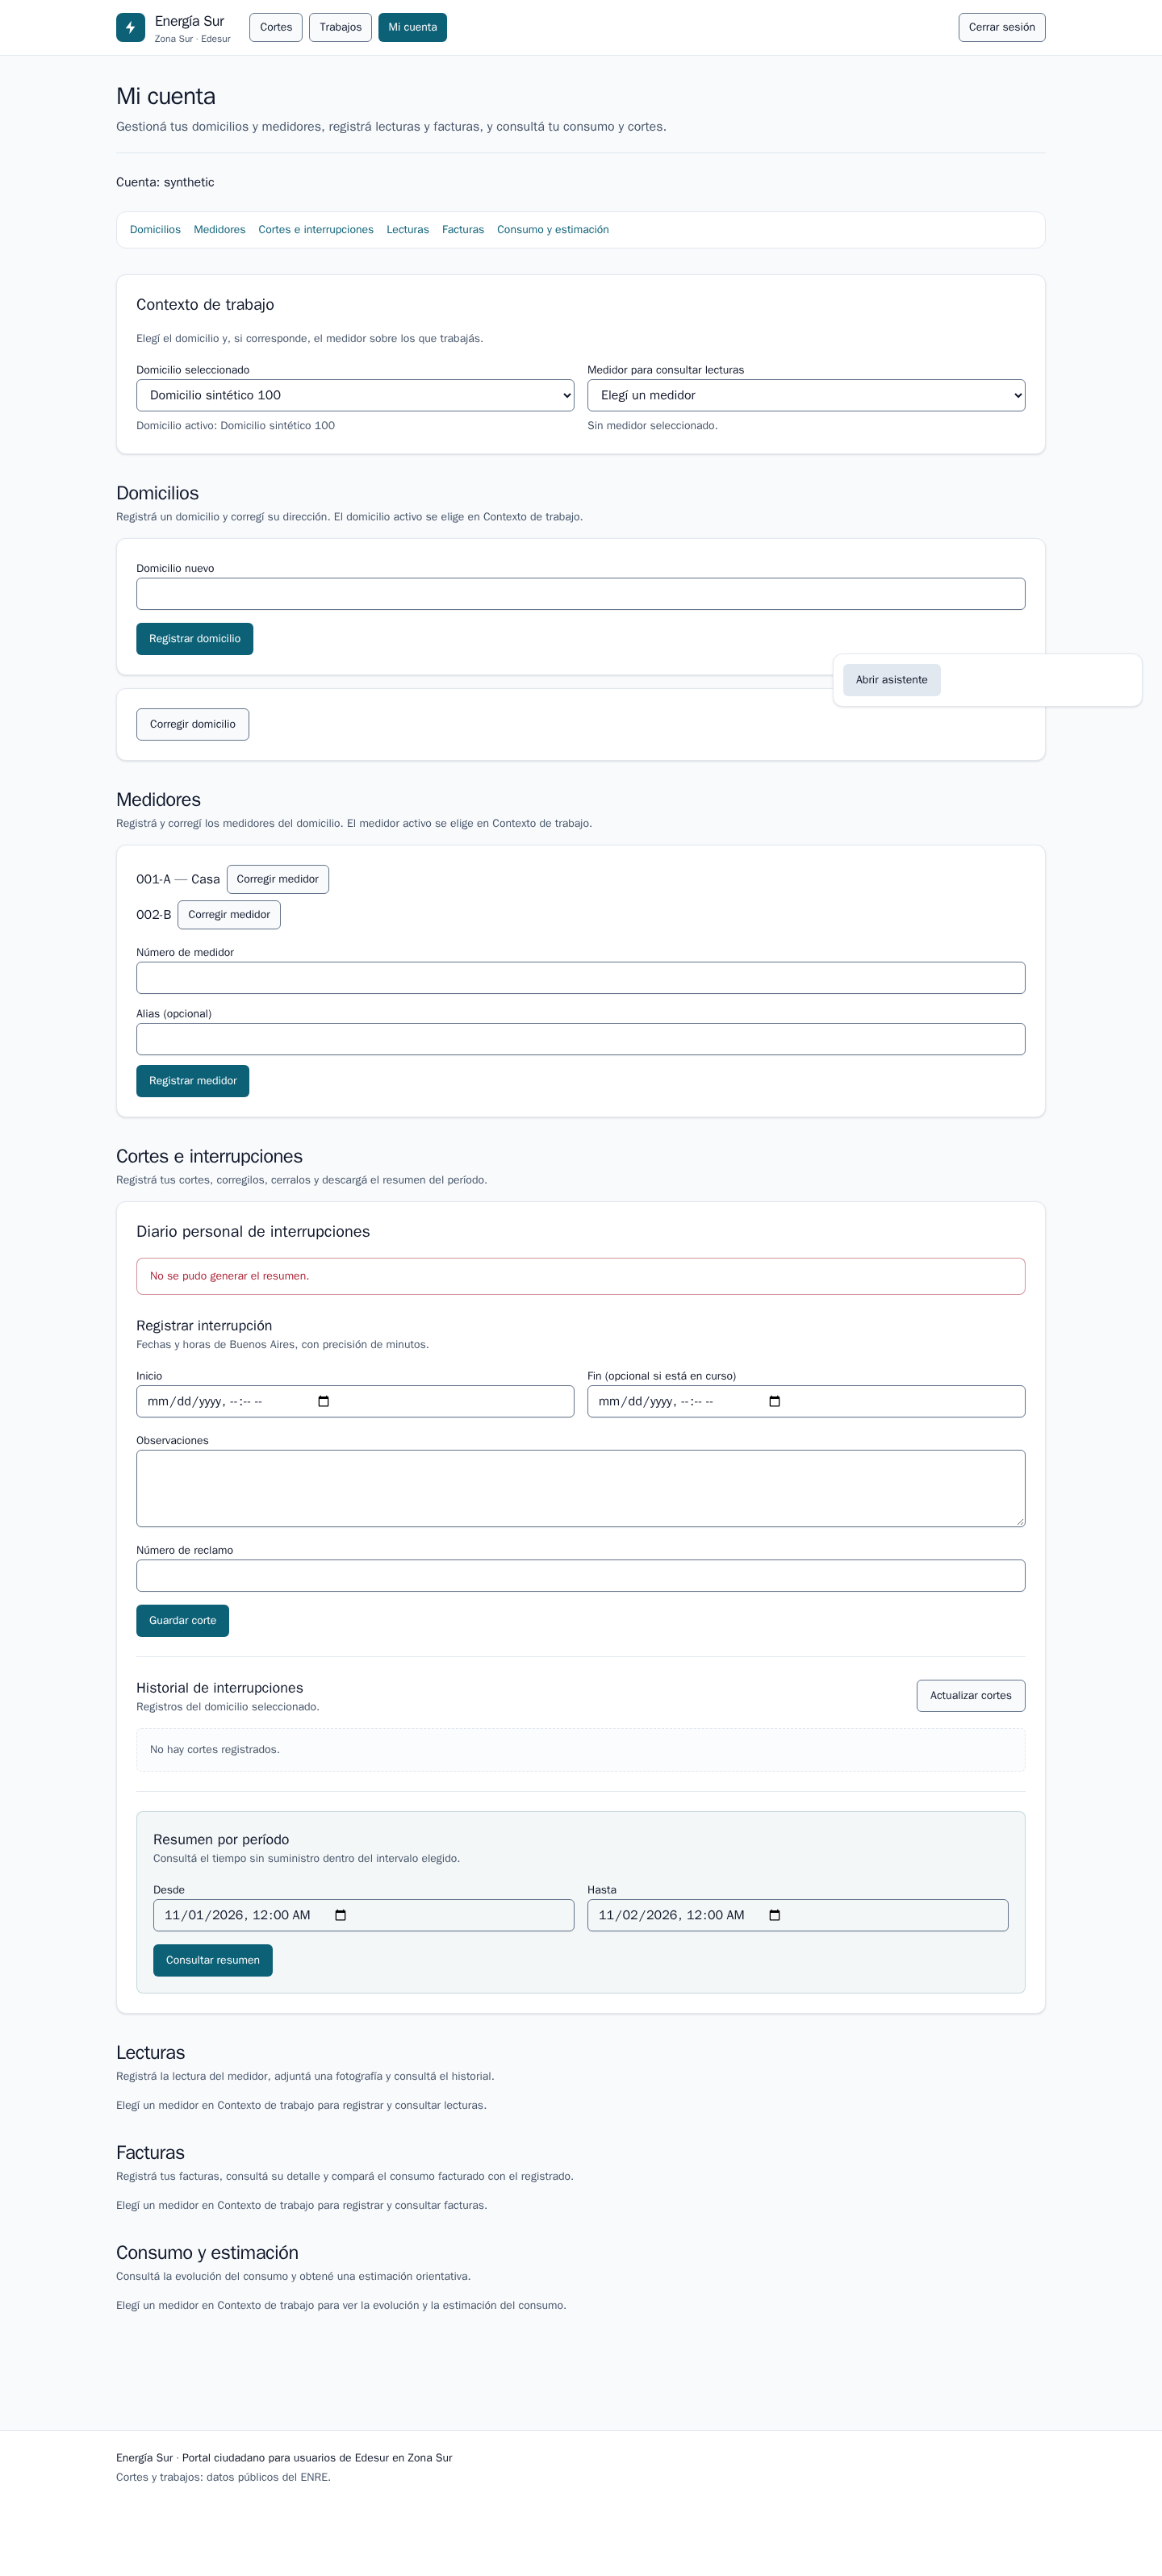 Energía Sur
Zona Sur · Edesur
Cortes
Trabajos
Mi cuenta
Cerrar sesión
Mi cuenta
Gestioná tus domicilios y medidores, registrá lecturas y facturas, y consultá tu consumo y cortes.
Cuenta: synthetic
Domicilios Medidores Cortes e interrupciones Lecturas Facturas Consumo y estimación
Contexto de trabajo
Elegí el domicilio y, si corresponde, el medidor sobre los que trabajás.
Domicilio seleccionado
Domicilio sintético 100
Domicilio activo: Domicilio sintético 100
Medidor para consultar lecturas
Elegí un medidor
Sin medidor seleccionado.
Domicilios
Registrá un domicilio y corregí su dirección. El domicilio activo se elige en Contexto de trabajo.
Domicilio nuevo
Registrar domicilio
Abrir asistente
Corregir domicilio
Medidores
Registrá y corregí los medidores del domicilio. El medidor activo se elige en Contexto de trabajo.
001-A — Casa Corregir medidor
002-B Corregir medidor
Número de medidor
Alias (opcional)
Registrar medidor
Cortes e interrupciones
Registrá tus cortes, corregilos, cerralos y descargá el resumen del período.
Diario personal de interrupciones
No se pudo generar el resumen.
Registrar interrupción
Fechas y horas de Buenos Aires, con precisión de minutos.
Inicio
mm/dd/yyyy, --:-- --
Fin (opcional si está en curso)
mm/dd/yyyy, --:-- --
Observaciones
Número de reclamo
Guardar corte
Historial de interrupciones
Registros del domicilio seleccionado.
Actualizar cortes
No hay cortes registrados.
Resumen por período
Consultá el tiempo sin suministro dentro del intervalo elegido.
Desde
11/01/2026, 12:00 AM
Hasta
11/02/2026, 12:00 AM
Consultar resumen
Lecturas
Registrá la lectura del medidor, adjuntá una fotografía y consultá el historial.
Elegí un medidor en Contexto de trabajo para registrar y consultar lecturas.
Facturas
Registrá tus facturas, consultá su detalle y compará el consumo facturado con el registrado.
Elegí un medidor en Contexto de trabajo para registrar y consultar facturas.
Consumo y estimación
Consultá la evolución del consumo y obtené una estimación orientativa.
Elegí un medidor en Contexto de trabajo para ver la evolución y la estimación del consumo.
Energía Sur · Portal ciudadano para usuarios de Edesur en Zona Sur
Cortes y trabajos: datos públicos del ENRE.